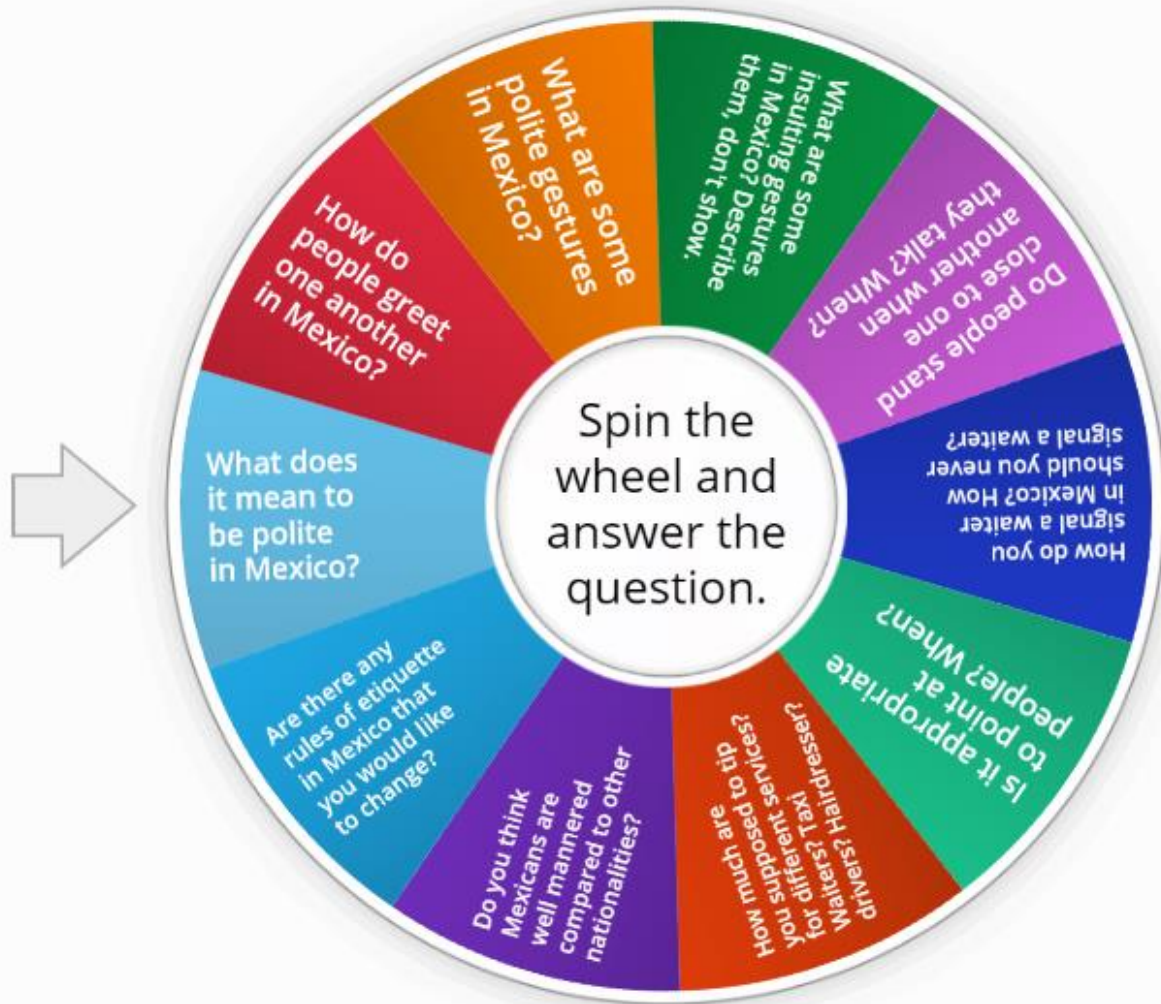 What are some
polite gestures
in Mexico?
What are some
insulting gestures
in Mexico? Describe
them, don't show.
Do people stand
close to one
another when
they talk? When?
How do you
signal a waiter
in Mexico? How
should you never
signal a waiter?
Is it appropriate
to point at
people? When?
How much are
you supposed to tip
for different services?
Waiters? Taxi
drivers? Hairdresser?
Do you think
Mexicans are
well mannered
compared to other
nationalities?
Are there any
rules of etiquette
in Mexico that
you would like
to change?
What does
it mean to
be polite
in Mexico?
How do
people greet
one another
in Mexico?
Spin the
wheel and
answer the
question.